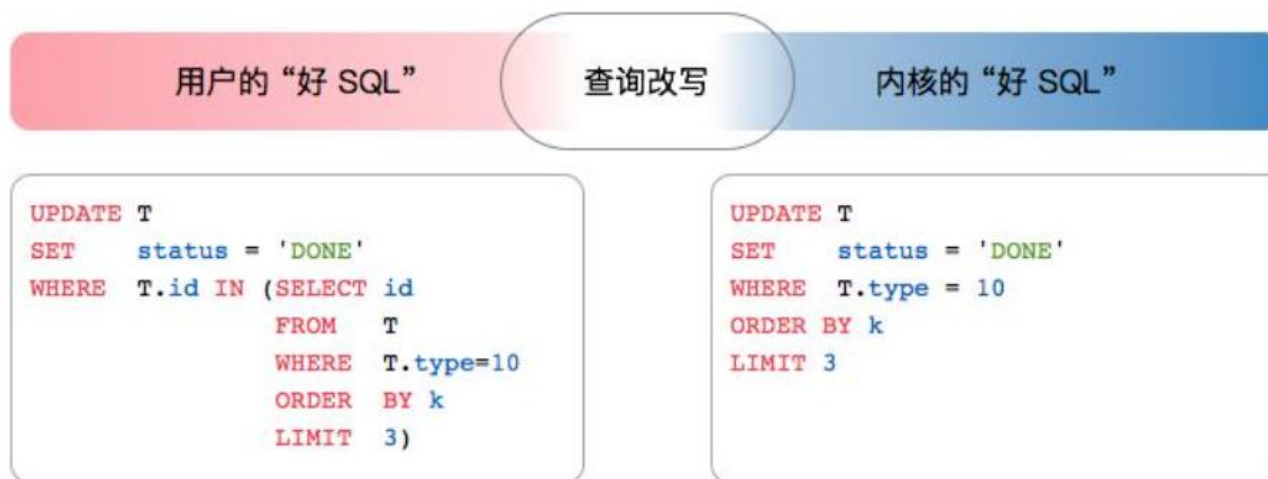 用户的 “好 SQL”
查询改写
内核的 “好 SQL”
UPDATE T
SET status = 'DONE'
WHERE T.id IN (SELECT id
FROM T
WHERE T.type=10
ORDER BY k
LIMIT 3)
UPDATE T
SET status = 'DONE'
WHERE T.type = 10
ORDER BY k
LIMIT 3